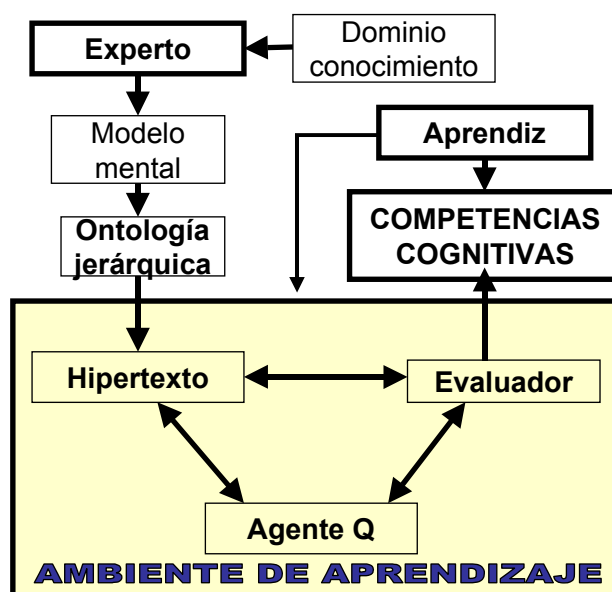 Experto
Dominio
conocimiento
Modelo
mental
Aprendiz
Ontología
jerárquica
COMPETENCIAS
COGNITIVAS
Hipertexto
Evaluador
Agente Q
AMBIENTE DE APRENDIZAJE